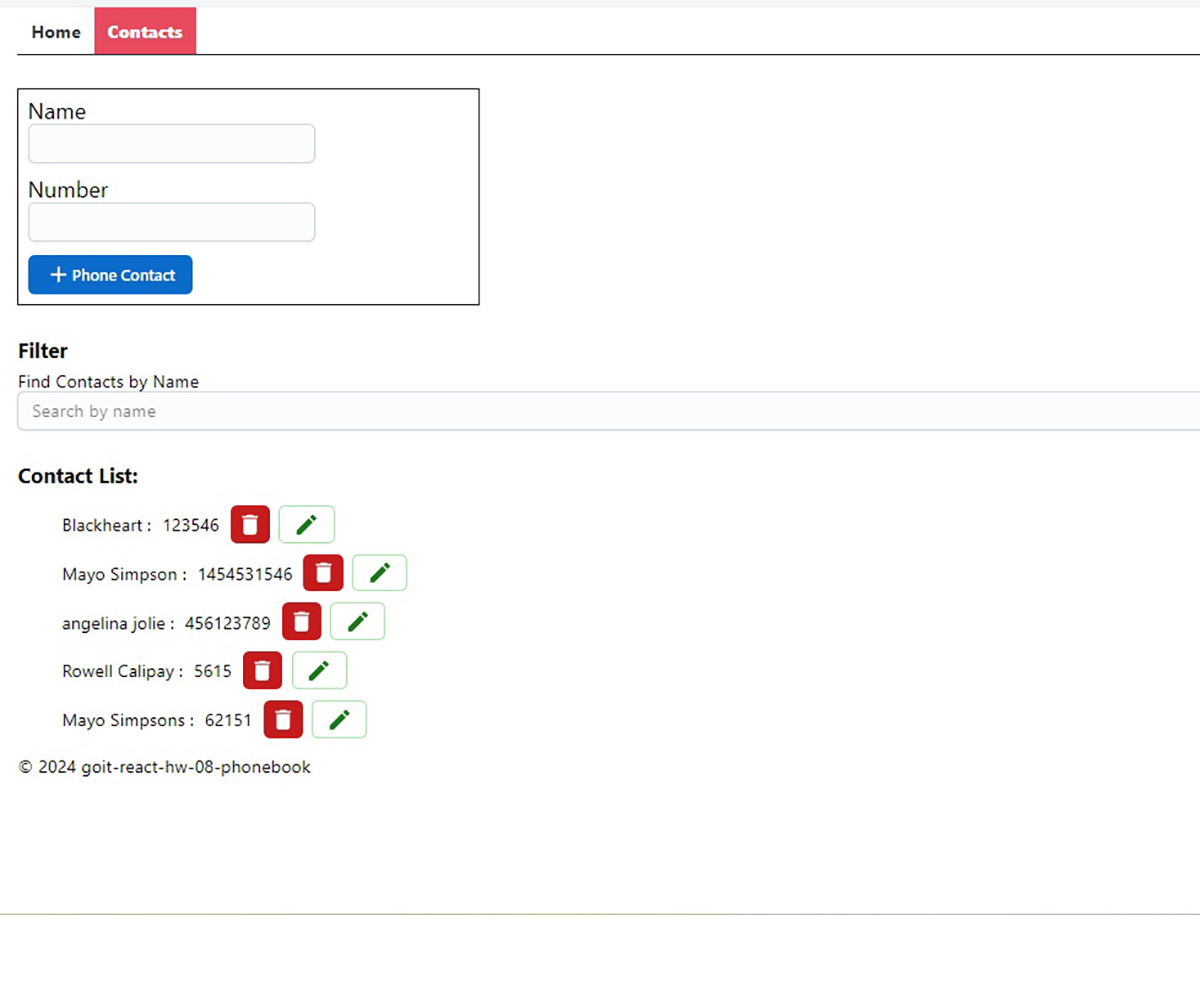 Home Contacts
Name
Number
Phone Contact
Filter
Find Contacts by Name
Search by name
Contact List:
Blackheart : 123546
Mayo Simpson : 1454531546
angelina jolie : 456123789
Rowell Calipay : 5615
Mayo Simpsons : 62151
© 2024 goit-react-hw-08-phonebook